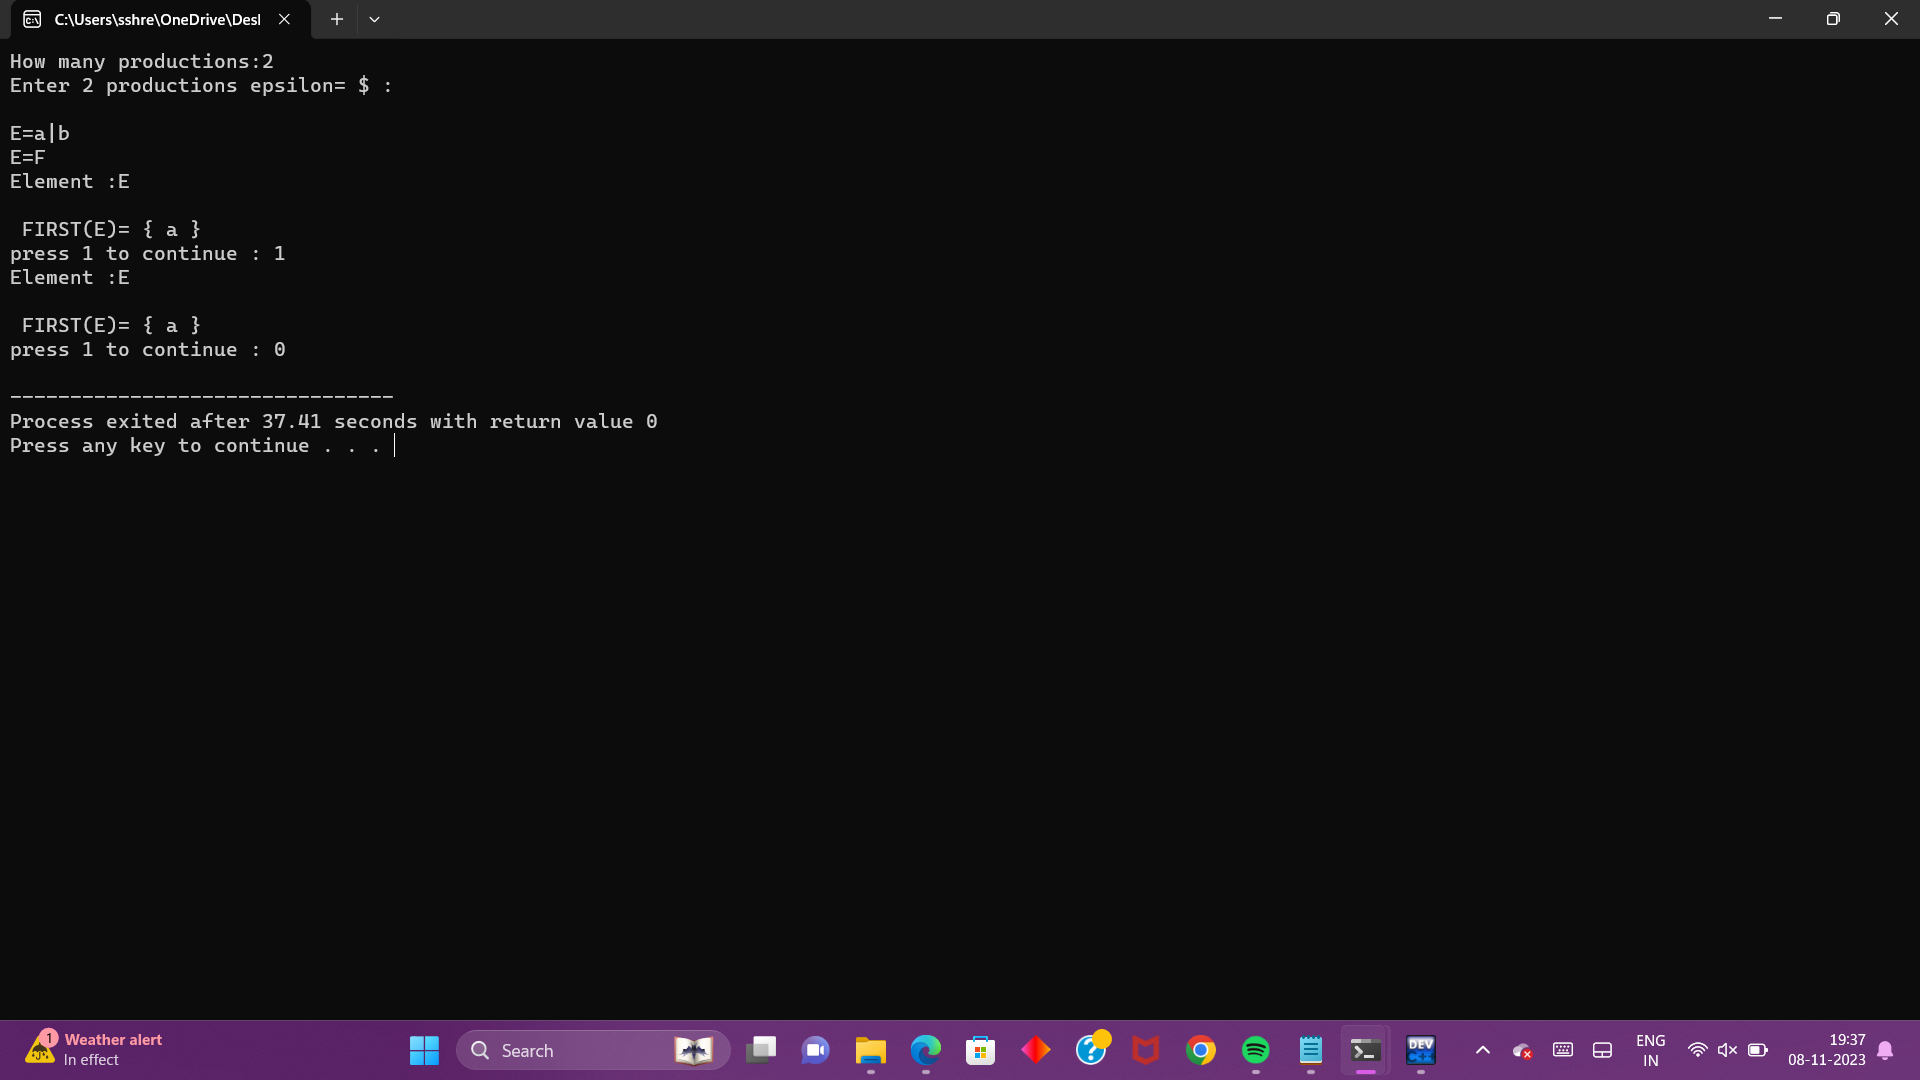 C:\Users\sshre\OneDrive\Des
How many productions:2
Enter 2 productions epsilon= $ :
E=a|b
E=F
Element :E
FIRST(E)= { a }
press 1 to continue : 1
Element :E
FIRST(E)= { a }
press 1 to continue : 0
--------------------------------
Process exited after 37.41 seconds with return value 0
Press any key to continue . . .
1
Weather alert
In effect
Search
DEV
ENG
IN
19:37
08-11-2023